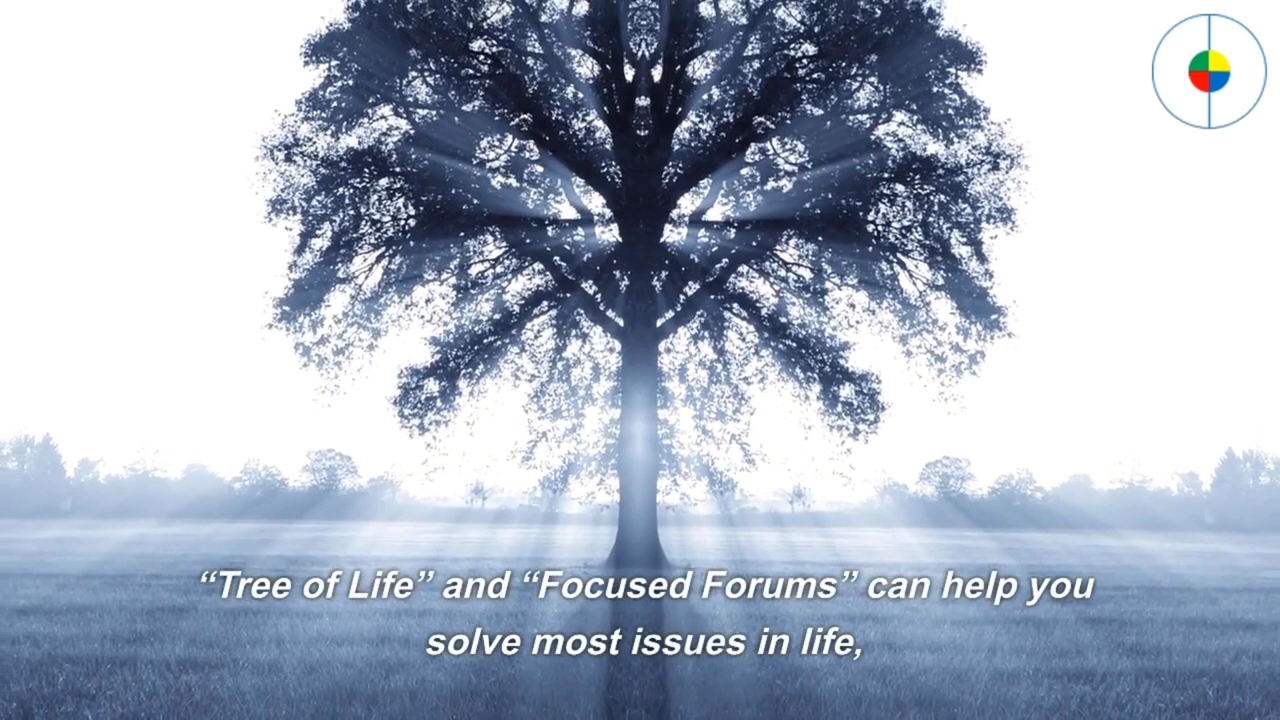 “Tree of Life” and “Focused Forums” can help you
solve most issues in life,